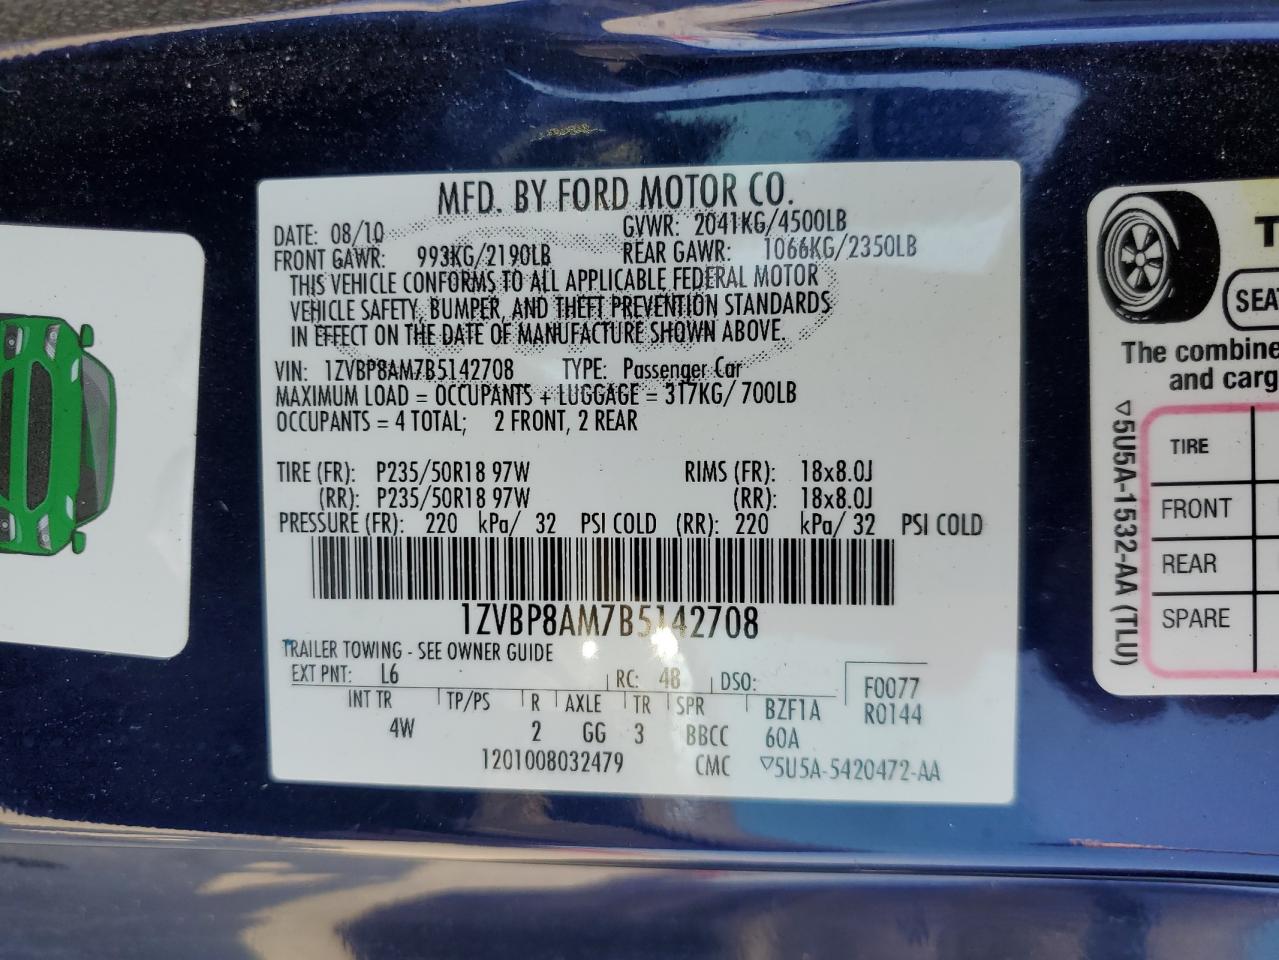 MFD. BY FORD MOTOR CO.
DATE: 08/10 GVWR: 2041KG/4500LB
FRONT GAWR: 993KG/2190LB REAR GAWR: 1066KG/2350LB
THIS VEHICLE CONFORMS TO ALL APPLICABLE FEDERAL MOTOR
VEHICLE SAFETY, BUMPER, AND THEFT PREVENTION STANDARDS
IN EFFECT ON THE DATE OF MANUFACTURE SHOWN ABOVE.
VIN: 1ZVBP8AM7B5142708 TYPE: Passenger Car
MAXIMUM LOAD = OCCUPANTS + LUGGAGE = 317KG/ 700LB
OCCUPANTS = 4 TOTAL; 2 FRONT, 2 REAR
TIRE (FR): P235/50R18 97W RIMS (FR): 18x8.0J
(RR): P235/50R18 97W (RR): 18x8.0J
PRESSURE (FR): 220 kPa/ 32 PSI COLD (RR): 220 kPa/ 32 PSI COLD
1ZVBP8AM7B5142708
TRAILER TOWING - SEE OWNER GUIDE
EXT PNT: L6 RC: 48 DSO: F0077
INT TR TP/PS R AXLE TR SPR BZF1A R0144
4W 2 GG 3 BBCC 60A
1201008032479 CMC ▽5U5A-5420472-AA
SEAT
The combine
and carg
▽5U5A-1532-AA (TLU)
TIRE
FRONT
REAR
SPARE